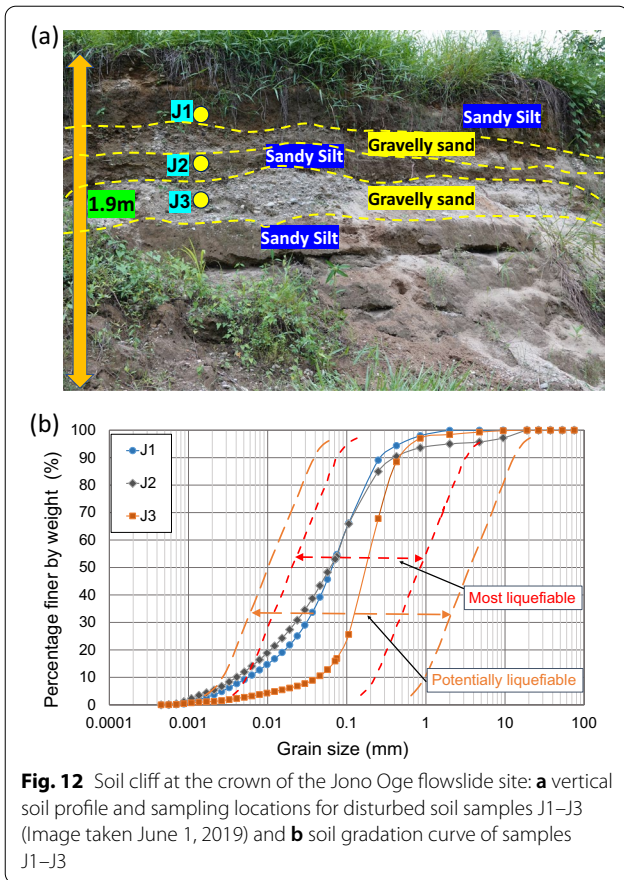 (a)
J1
Sandy Silt
Gravelly sand
J2
Sandy Silt
J3
1.9m
Gravelly sand
Sandy Silt
(b)
Percentage finer by weight (%)
100
90
80
70
60
50
40
30
20
10
0
J1
J2
J3
Most liquefiable
Potentially liquefiable
0.0001 0.001 0.01 0.1 1 10 100
Grain size (mm)
Fig. 12 Soil cliff at the crown of the Jono Oge flowslide site: a vertical
soil profile and sampling locations for disturbed soil samples J1–J3
(Image taken June 1, 2019) and b soil gradation curve of samples
J1–J3